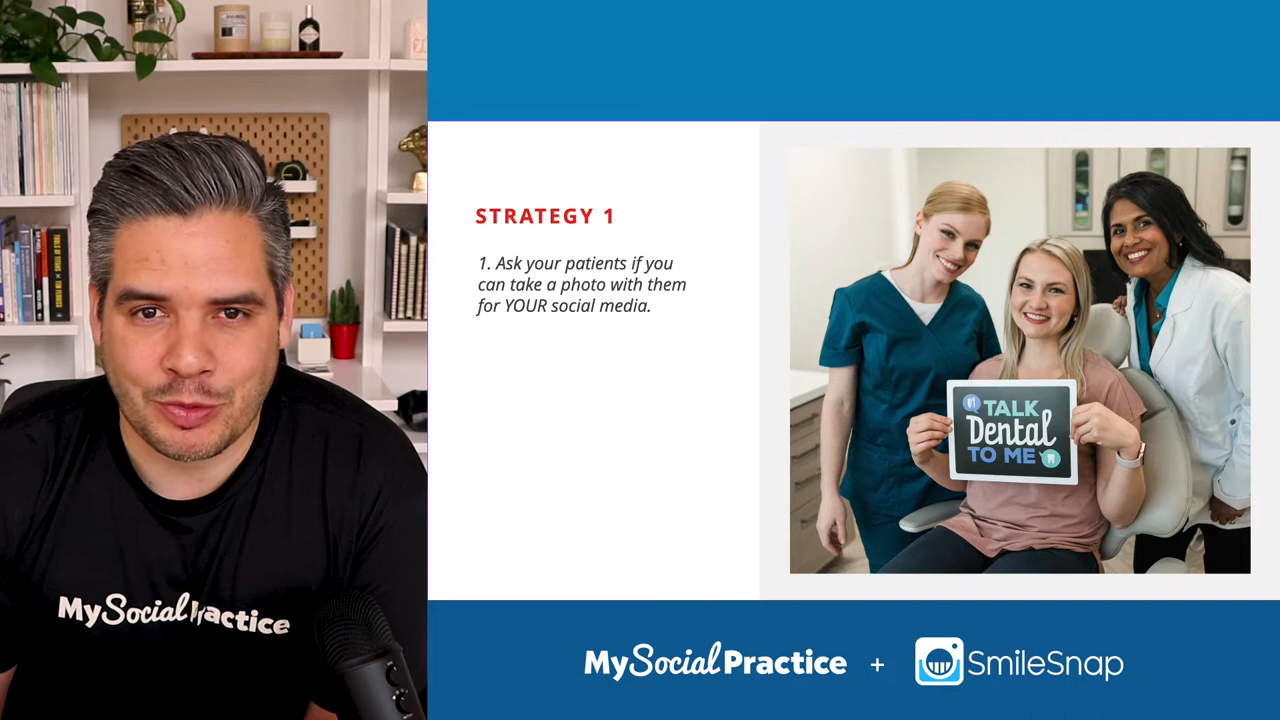 STRATEGY 1
1. Ask your patients if you
can take a photo with them
for YOUR social media.
TALK
Dental
TO ME
MySocialPractice
MySocialPractice + SmileSnap